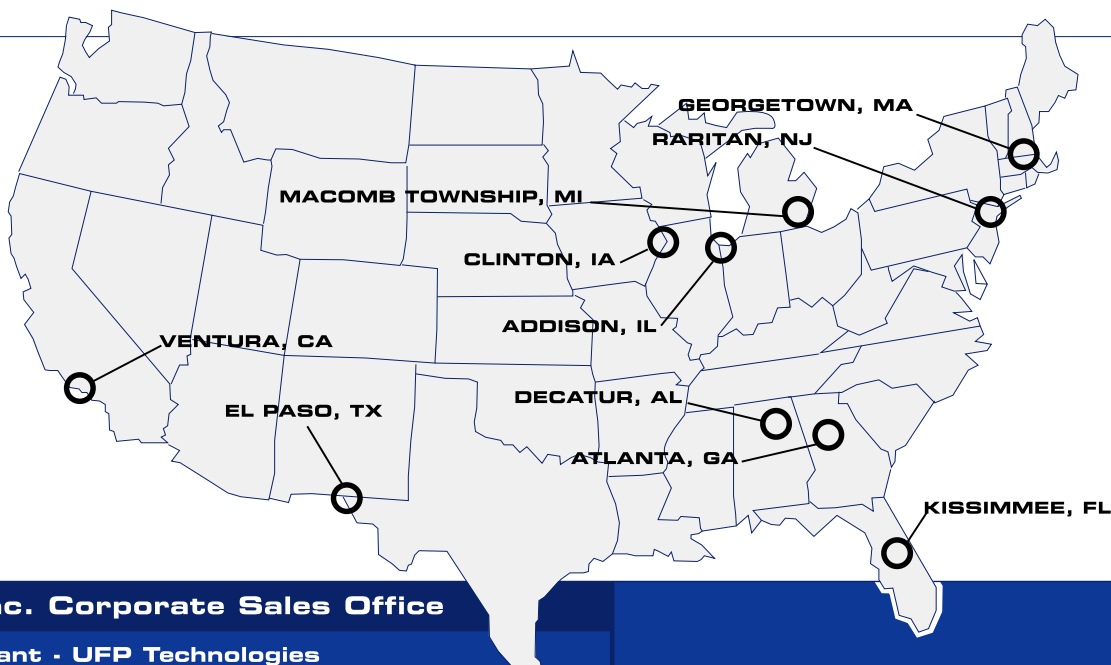 GEORGETOWN, MA
RARITAN, NJ
MACOMB TOWNSHIP, MI
CLINTON, IA
ADDISON, IL
VENTURA, CA
DECATUR, AL
EL PASO, TX
ATLANTA, GA
KISSIMMEE, FL
nc. Corporate Sales Office
ant - UFP Technologies